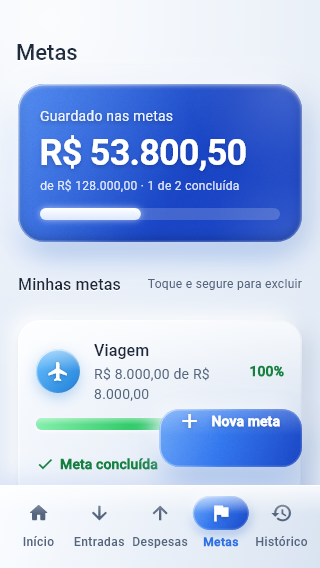 Metas
Guardado nas metas
R$ 53.800,50
de R$ 128.000,00 · 1 de 2 concluída
Minhas metas
Toque e segure para excluir
Viagem
R$ 8.000,00 de R$
8.000,00
100%
Nova meta
Meta concluída
Início
Entradas
Despesas
Metas
Histórico